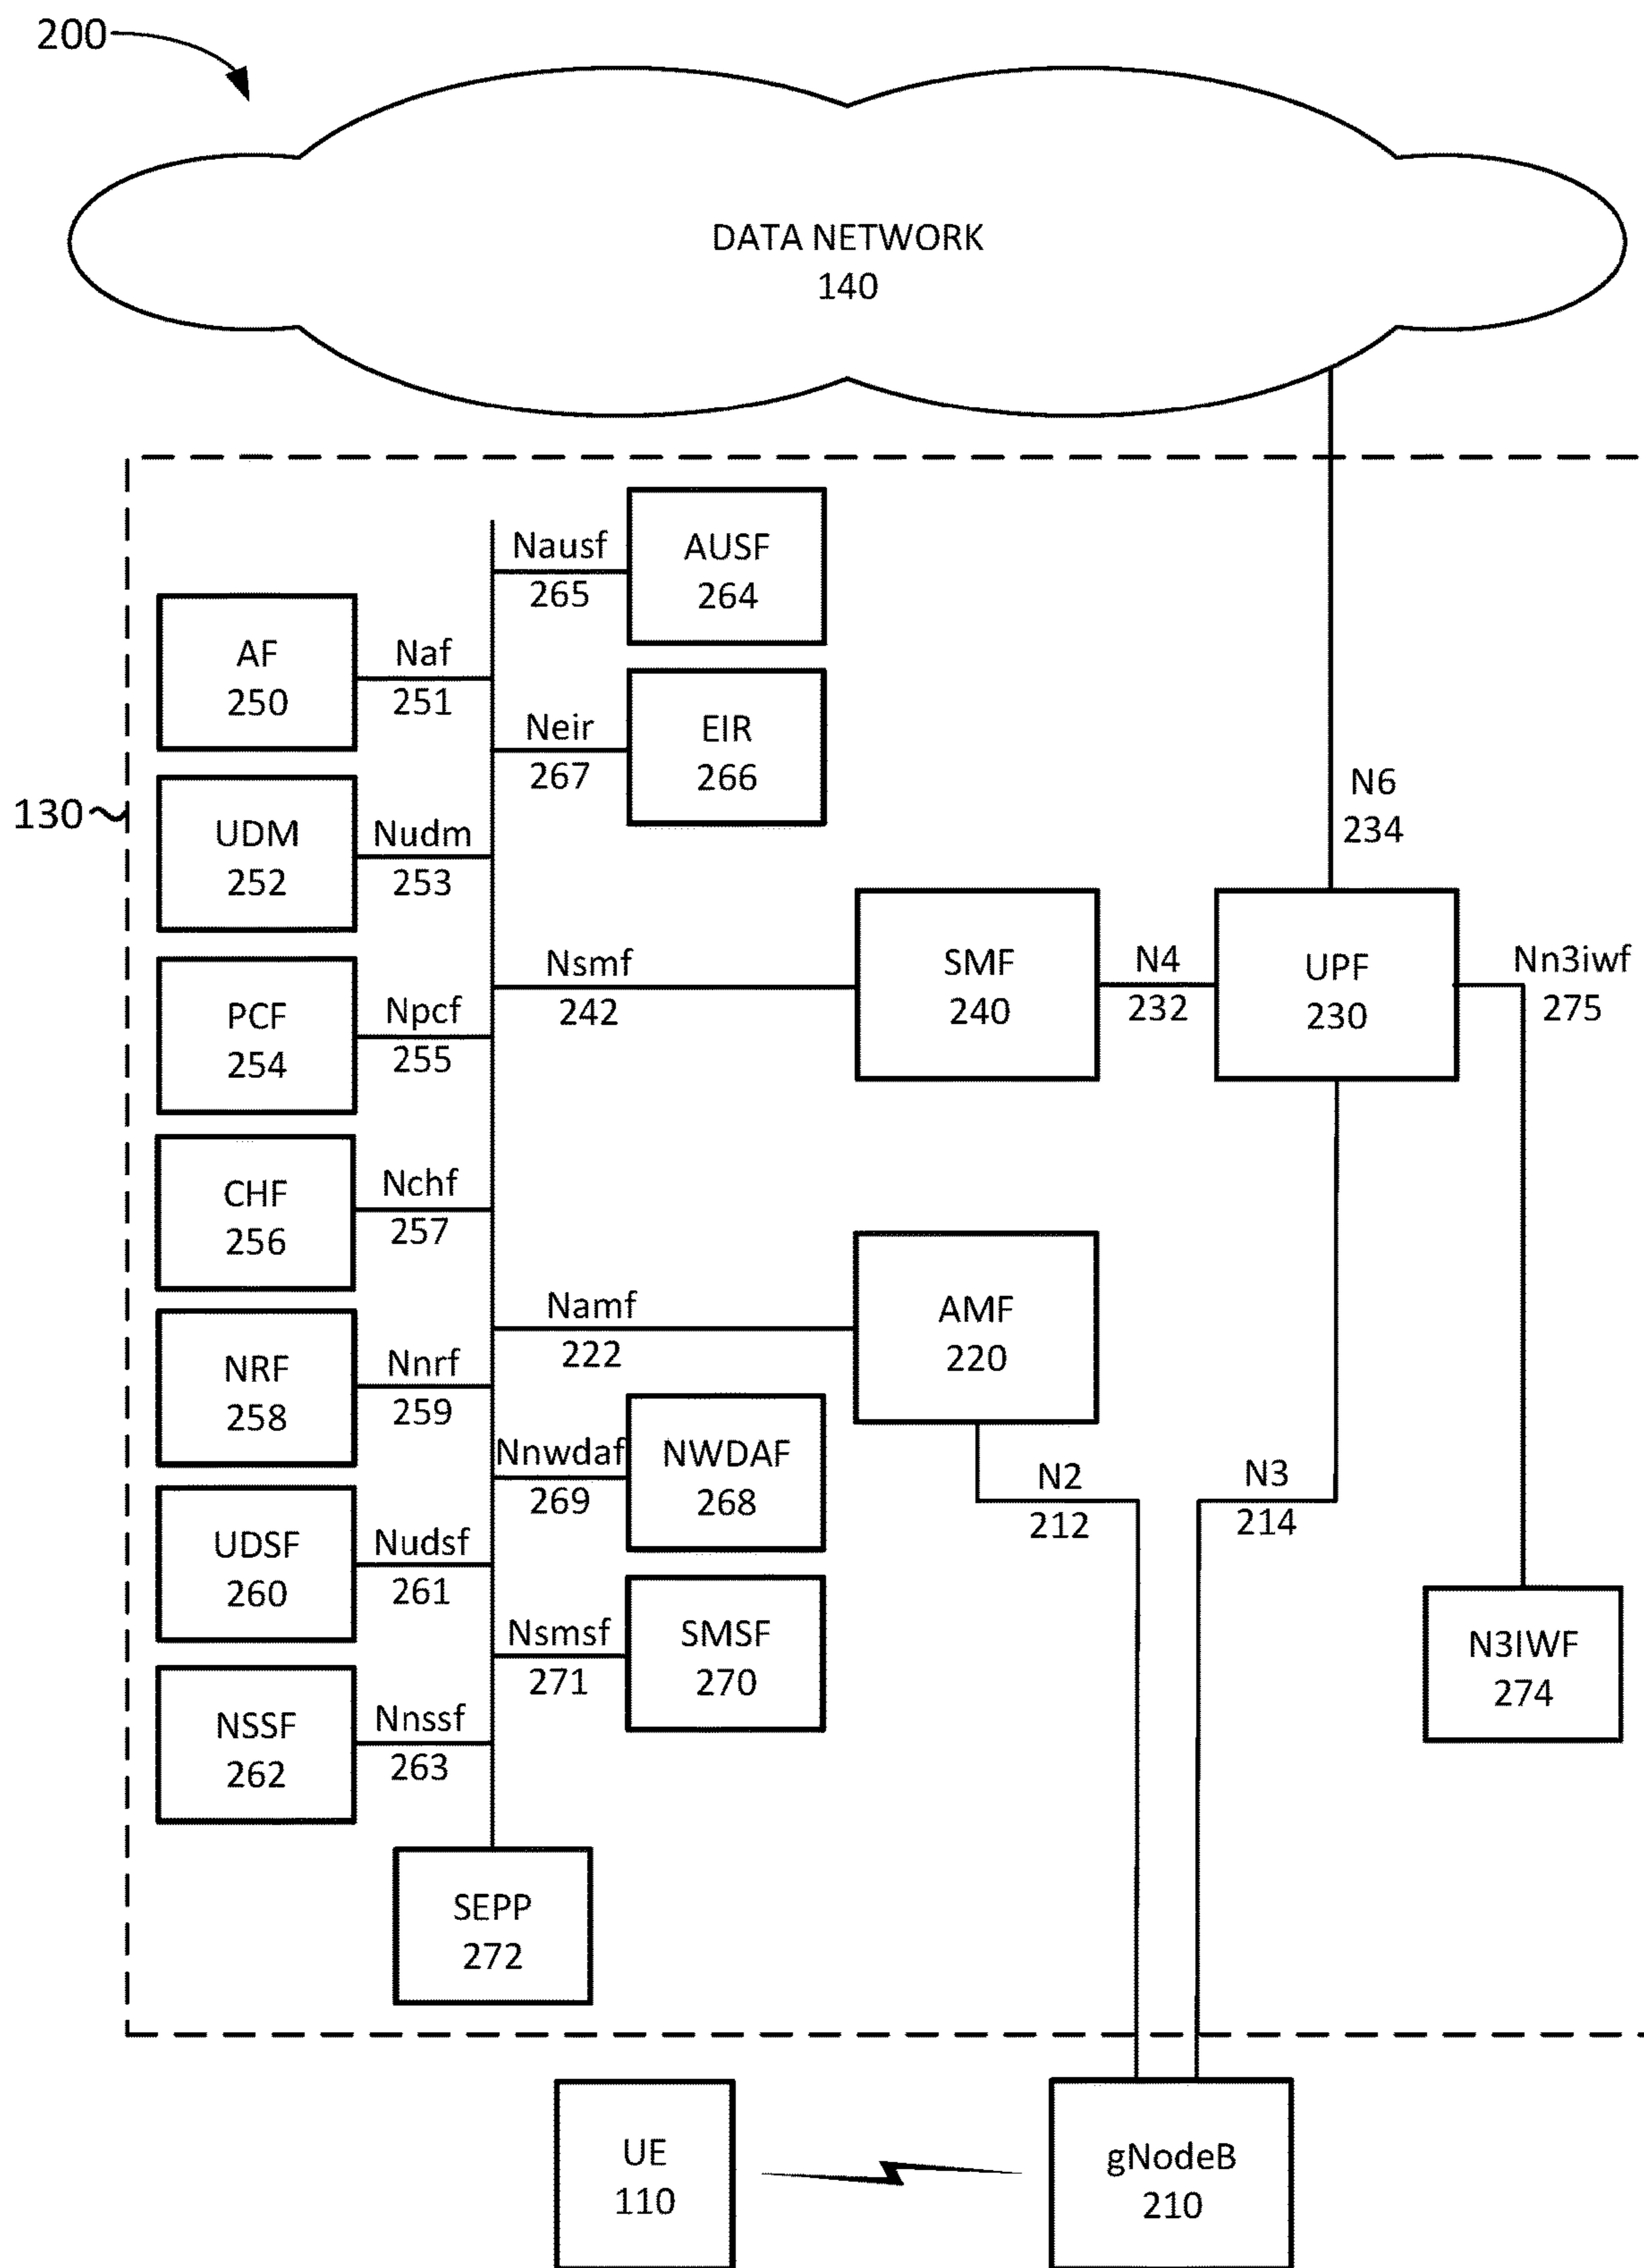 200
DATA NETWORK
140
Nausf
265
AUSF
264
AF
250
Naf
251
Neir
267
EIR
266
N6
234
130
UDM
252
Nudm
253
Nsmf
242
SMF
240
N4
232
UPF
230
Nn3iwf
275
PCF
254
Npcf
255
CHF
256
Nchf
257
Namf
222
AMF
220
NRF
258
Nnrf
259
Nnwdaf
269
NWDAF
268
N2
212
N3
214
UDSF
260
Nudsf
261
Nsmsf
271
SMSF
270
N3IWF
274
NSSF
262
Nnssf
263
SEPP
272
UE
110
gNodeB
210